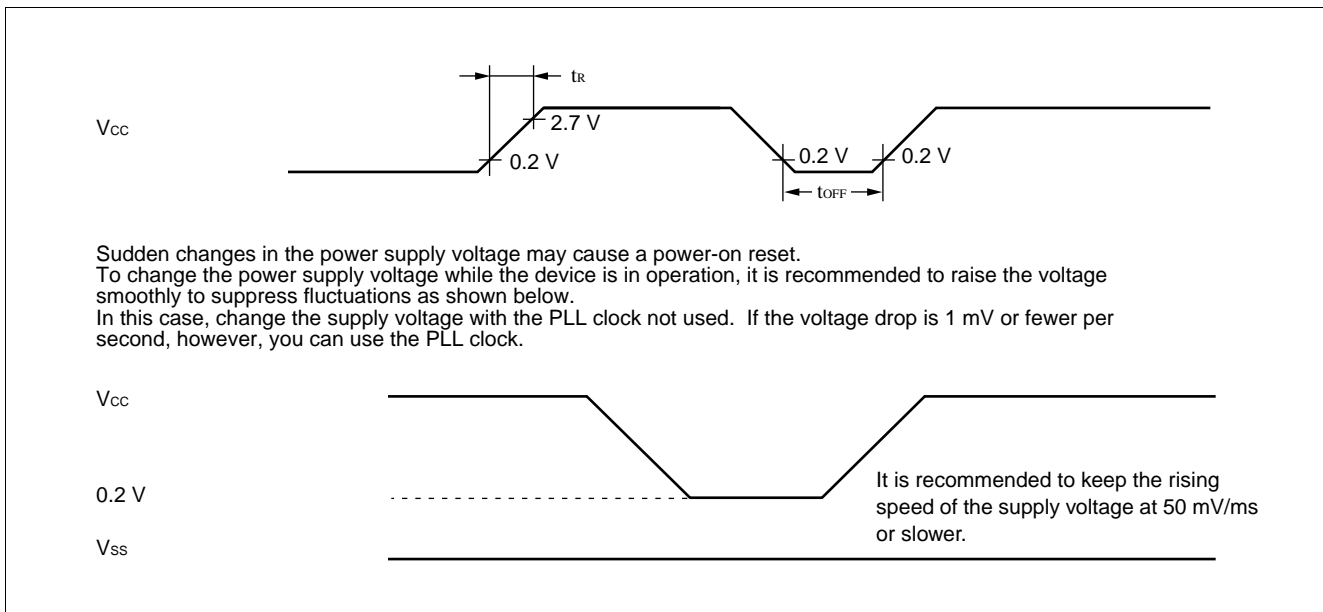 tR
VCC
2.7 V
0.2 V
0.2 V
0.2 V
tOFF
Sudden changes in the power supply voltage may cause a power-on reset.
To change the power supply voltage while the device is in operation, it is recommended to raise the voltage
smoothly to suppress fluctuations as shown below.
In this case, change the supply voltage with the PLL clock not used. If the voltage drop is 1 mV or fewer per
second, however, you can use the PLL clock.
VCC
0.2 V
It is recommended to keep the rising
speed of the supply voltage at 50 mV/ms
or slower.
VSS